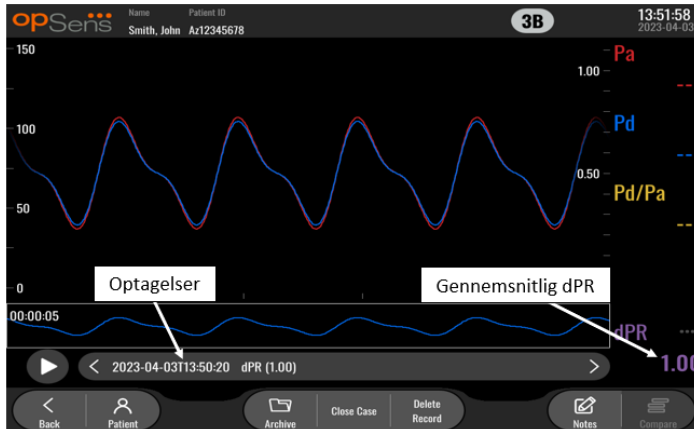 opSens
Name Patient ID
Smith, John Az12345678
3B
13:51:58
2023-04-03
150
100
50
0
1.00
0.50
Pa
--
Pd
--
Pd/Pa
--
Optagelser
Gennemsnitlig dPR
00:00:05
dPR
---
1.00
2023-04-03T13:50:20 dPR (1.00)
Back
Patient
Archive
Close Case
Delete
Record
Notes
Compare